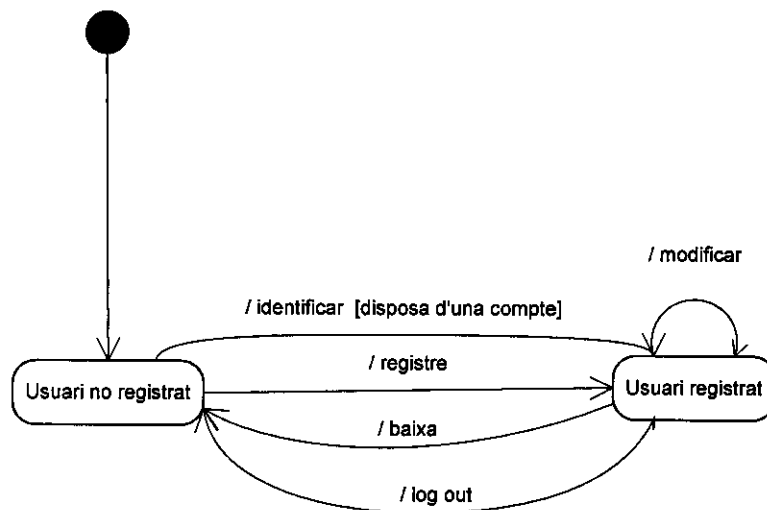 / modificar
/ identificar [disposa d'una compte]
/ registre
Usuari no registrat
Usuari registrat
/ baixa
/ log out